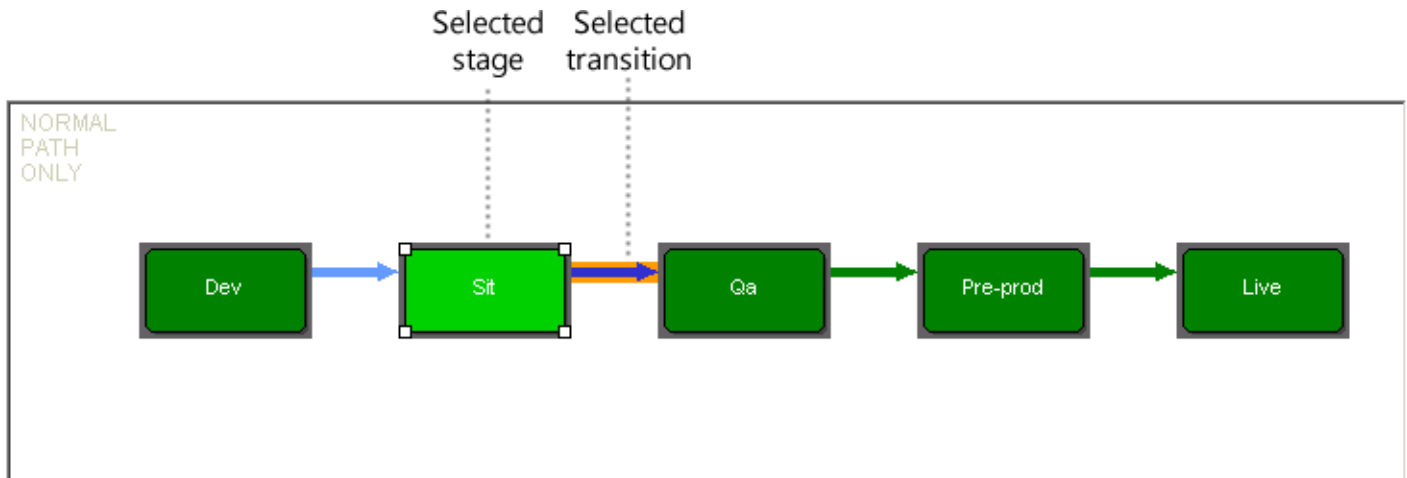 Selected Selected
stage transition
NORMAL
PATH
ONLY
Dev Sit Qa Pre-prod Live